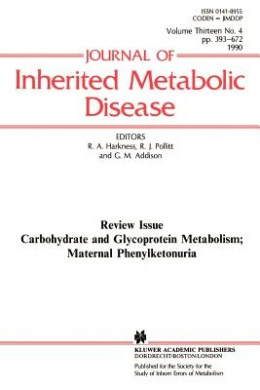 ISSN 0141-8955
CODEN = JIMDDP
Volume Thirteen No. 4
pp. 393–672
1990
JOURNAL OF
Inherited Metabolic
Disease
EDITORS
R. A. Harkness, R. J. Pollitt
and G. M. Addison
Review Issue
Carbohydrate and Glycoprotein Metabolism;
Maternal Phenylketonuria
KLUWER ACADEMIC PUBLISHERS
DORDRECHT/BOSTON/LONDON
Published for the Society for the
Study of Inborn Errors of Metabolism